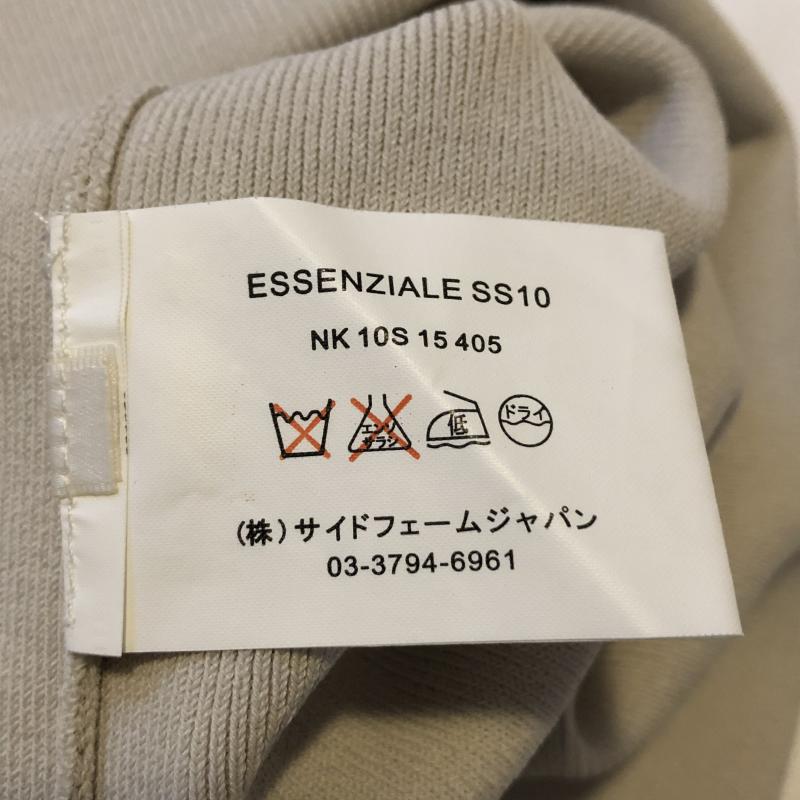 ESSENZIALE SS10
NK 10S 15 405
エンソ
サラシ
低
ドライ
(株)サイドフェームジャパン
03-3794-6961